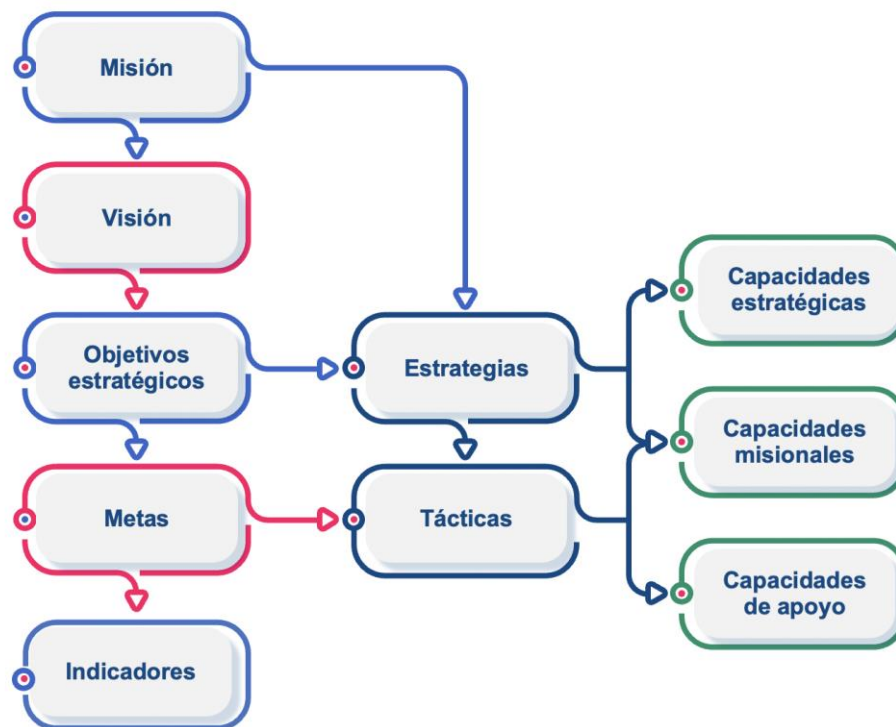 Misión
Visión
Objetivos
estratégicos
Metas
Indicadores
Estrategias
Tácticas
Capacidades
estratégicas
Capacidades
misionales
Capacidades
de apoyo